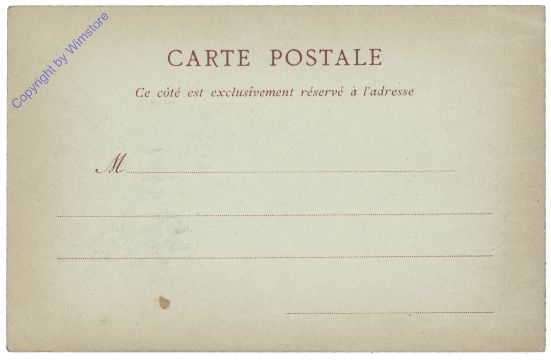 Copyright by Wimstore
CARTE POSTALE
Ce côté est exclusivement réservé à l'adresse
M